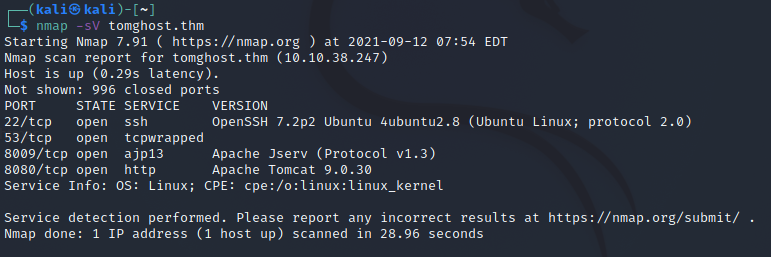 ┌──(kali㉿kali)-[~]
└─$ nmap -sV tomghost.thm
Starting Nmap 7.91 ( https://nmap.org ) at 2021-09-12 07:54 EDT
Nmap scan report for tomghost.thm (10.10.38.247)
Host is up (0.29s latency).
Not shown: 996 closed ports
PORT     STATE SERVICE    VERSION
22/tcp   open  ssh        OpenSSH 7.2p2 Ubuntu 4ubuntu2.8 (Ubuntu Linux; protocol 2.0)
53/tcp   open  tcpwrapped
8009/tcp open  ajp13      Apache Jserv (Protocol v1.3)
8080/tcp open  http       Apache Tomcat 9.0.30
Service Info: OS: Linux; CPE: cpe:/o:linux:linux_kernel

Service detection performed. Please report any incorrect results at https://nmap.org/submit/ .
Nmap done: 1 IP address (1 host up) scanned in 28.96 seconds